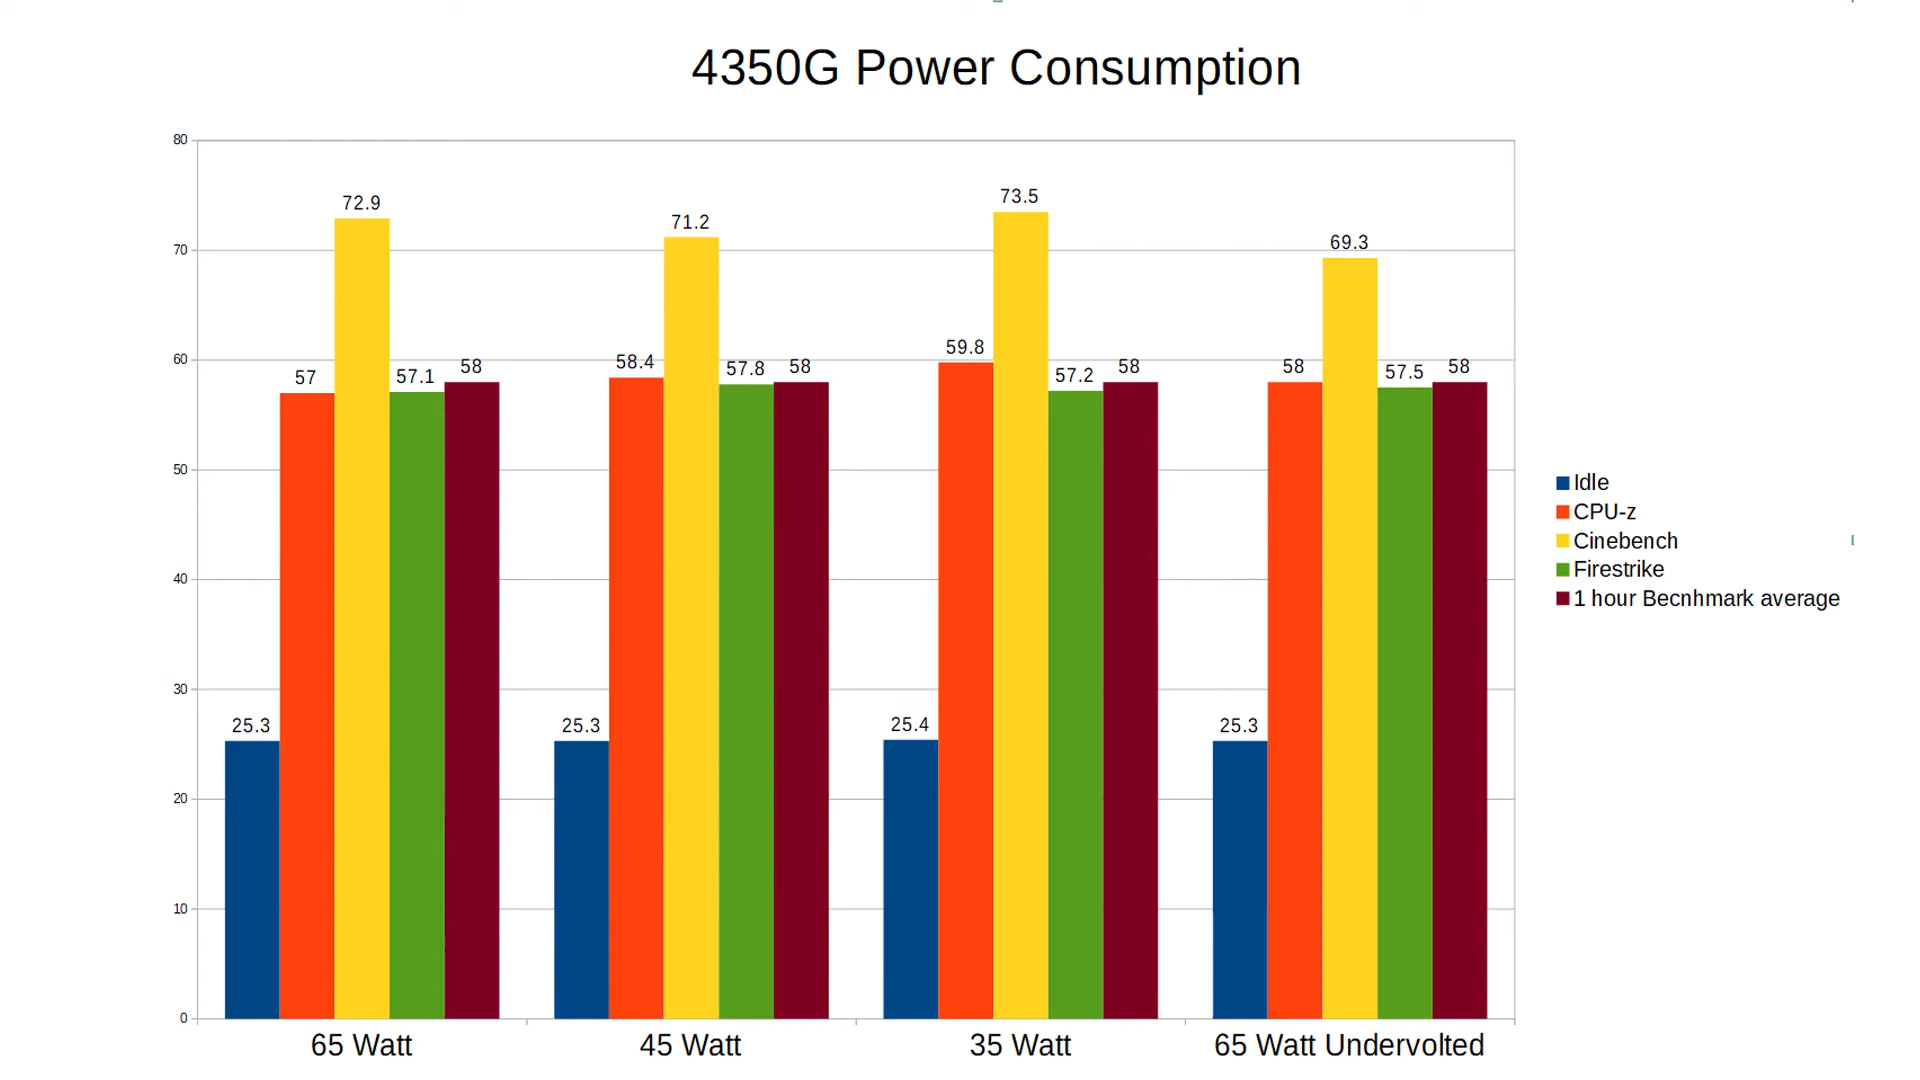 4350G Power Consumption
80
70
60
50
40
30
20
10
0
25.3
57
72.9
57.1
58
25.3
58.4
71.2
57.8
58
25.4
59.8
73.5
57.2
58
25.3
58
69.3
57.5
58
65 Watt
45 Watt
35 Watt
65 Watt Undervolted
Idle
CPU-z
Cinebench
Firestrike
1 hour Becnhmark average